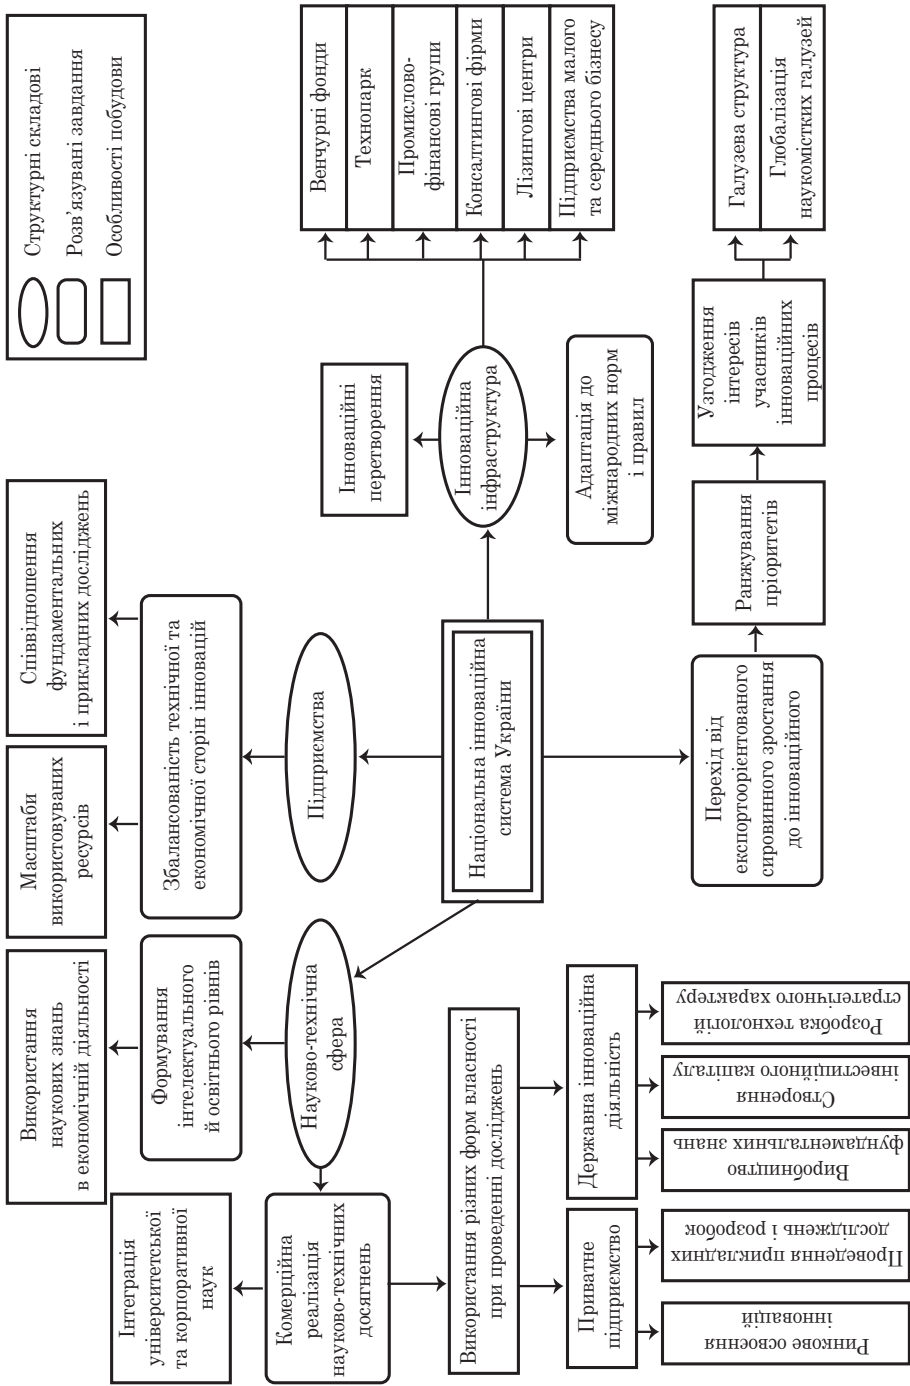 Інтеграція
університетської
та корпоративної
наук
Використання
наукових знань
в економічній діяльності
Масштаби
використовуваних
ресурсів
Співвідношення
фундаментальних
і прикладних досліджень
Структурні складові
Розв’язувані завдання
Особливості побудови
Формування
інтелектуального
й освітнього рівнів
Збалансованість технічної та
економічної сторін інновацій
Комерційна
реалізація
науково-технічних
досягнень
Науково-технічна
сфера
Підприємства
Інноваційні
перетворення
Венчурні фонди
Технопарк
Промислово-
фінансові групи
Консалтингові фірми
Лізингові центри
Підприємства малого
та середнього бізнесу
Використання різних форм власності
при проведенні досліджень
Національна інноваційна
система України
Інноваційна
інфраструктура
Приватне
підприємство
Державна інноваційна
діяльність
Адаптація до
міжнародних норм
і правил
Ринкове освоєння
інновацій
Проведення прикладних
досліджень і розробок
Виробництво
фундаментальних знань
Створення
інвестиційного капіталу
Розробка технологій
стратегічного характеру
Перехід від
експортоорієнтованого
сировинного зростання
до інноваційного
Ранжування
пріоритетів
Узгодження
інтересів
учасників
інноваційних
процесів
Галузева структура
Глобалізація
наукомістких галузей